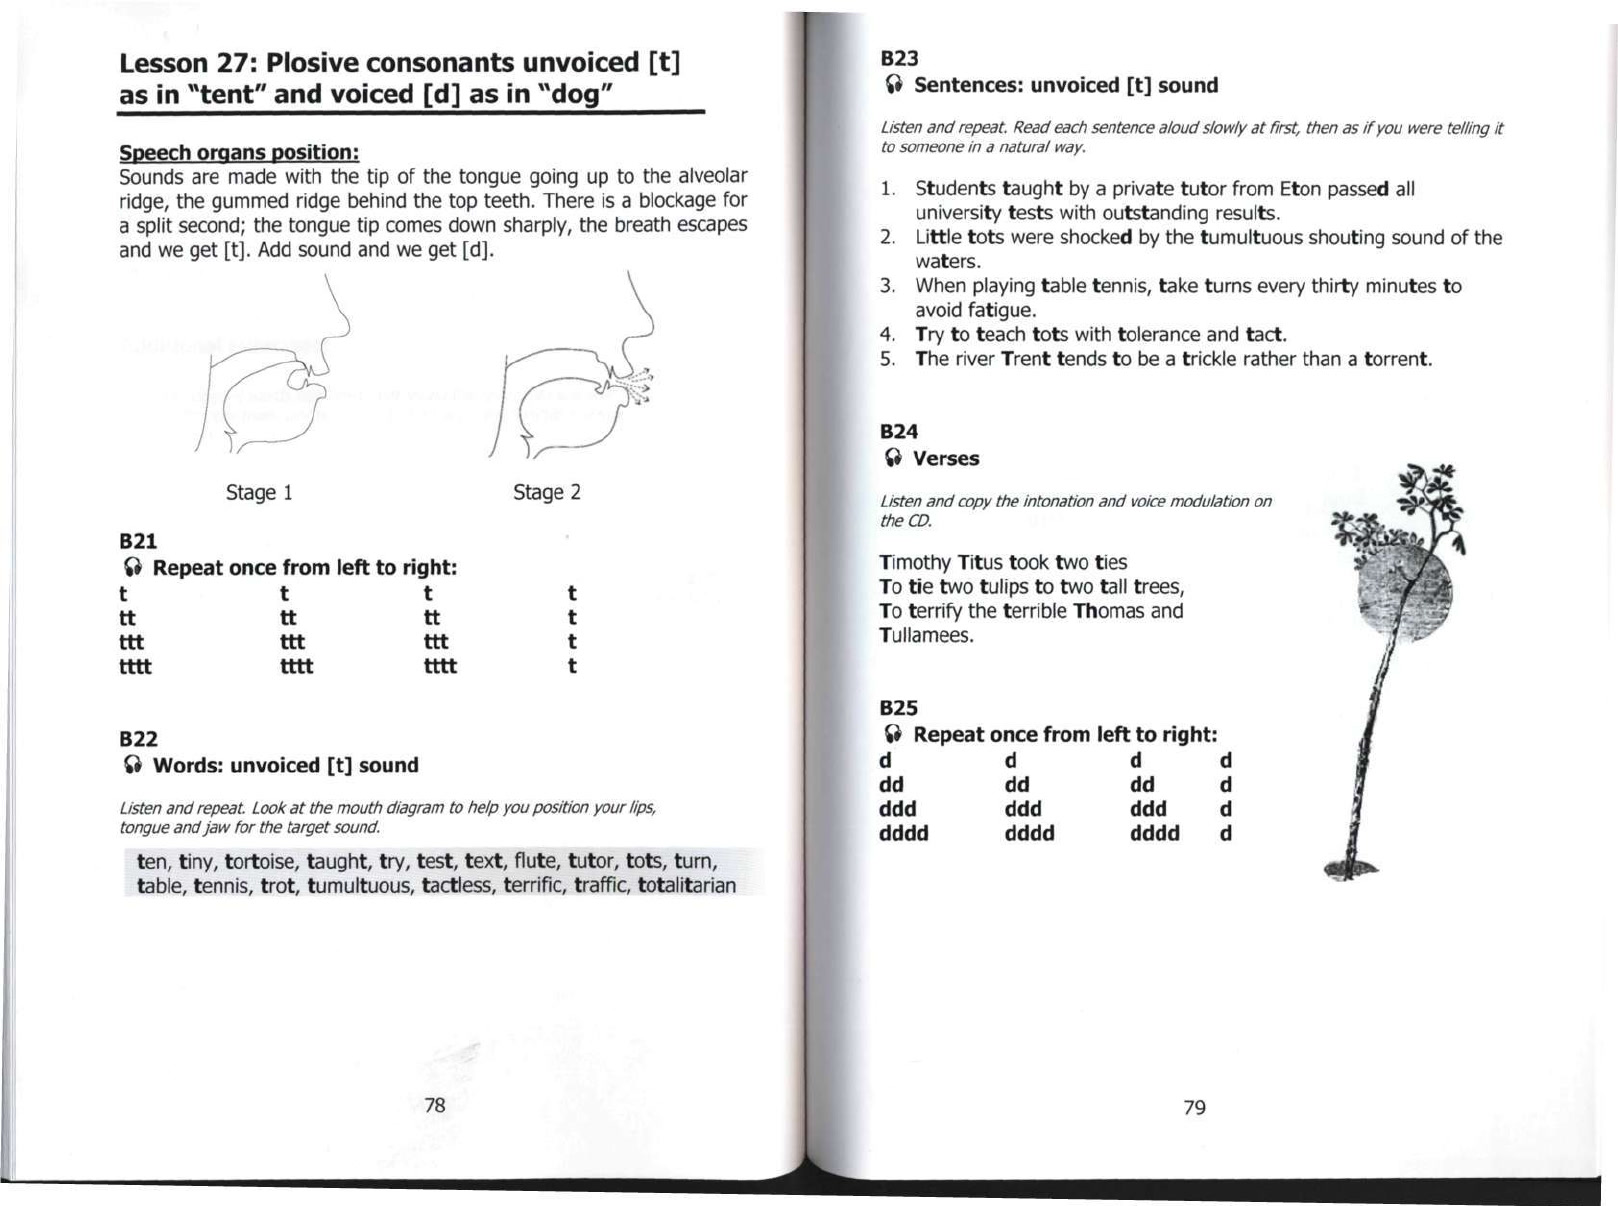 Lesson 27: Plosive consonants unvoiced [t]
as in "tent" and voiced [d] as in "dog"
Speech organs position:
Sounds are made with the tip of the tongue going up to the alveolar
ridge, the gummed ridge behind the top teeth. There is a blockage for
a split second; the tongue tip comes down sharply, the breath escapes
and we get [t]. Add sound and we get [d].
Stage 1 Stage 2
B21
Repeat once from left to right:
t t t t
tt tt tt t
ttt ttt ttt t
tttt tttt tttt t
B22
Words: unvoiced [t] sound
Listen and repeat. Look at the mouth diagram to help you position your lips,
tongue and jaw for the target sound.
ten, tiny, tortoise, taught, try, test, text, flute, tutor, tots, turn,
table, tennis, trot, tumultuous, tactless, terrific, traffic, totalitarian
78
B23
Sentences: unvoiced [t] sound
Listen and repeat. Read each sentence aloud slowly at first, then as if you were telling it
to someone in a natural way.
1. Students taught by a private tutor from Eton passed all
university tests with outstanding results.
2. Little tots were shocked by the tumultuous shouting sound of the
waters.
3. When playing table tennis, take turns every thirty minutes to
avoid fatigue.
4. Try to teach tots with tolerance and tact.
5. The river Trent tends to be a trickle rather than a torrent.
B24
Verses
Listen and copy the intonation and voice modulation on
the CD.
Timothy Titus took two ties
To tie two tulips to two tall trees,
To terrify the terrible Thomas and
Tullamees.
B25
Repeat once from left to right:
d d d d
dd dd dd d
ddd ddd ddd d
dddd dddd dddd d
79